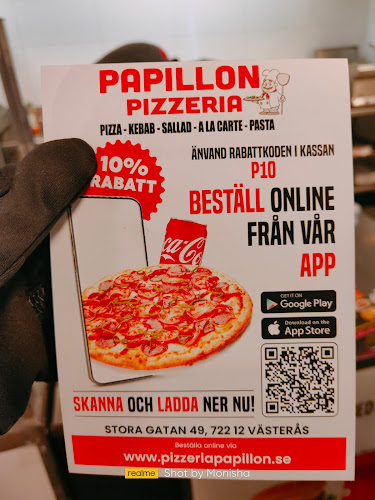 PAPILLON
PIZZERIA
PIZZA - KEBAB - SALLAD - A LA CARTE - PASTA
10%
RABATT
ÄNVAND RABATTKODEN I KASSAN
P10
BESTÄLL ONLINE
FRÅN VÅR
APP
Coca-Co
GET IT ON
Google Play
Download on the
App Store
SKANNA OCH LADDA NER NU!
STORA GATAN 49, 722 12 VÄSTERÅS
Beställa online via
www.pizzeriapapillon.se
realme Shot by Monisha